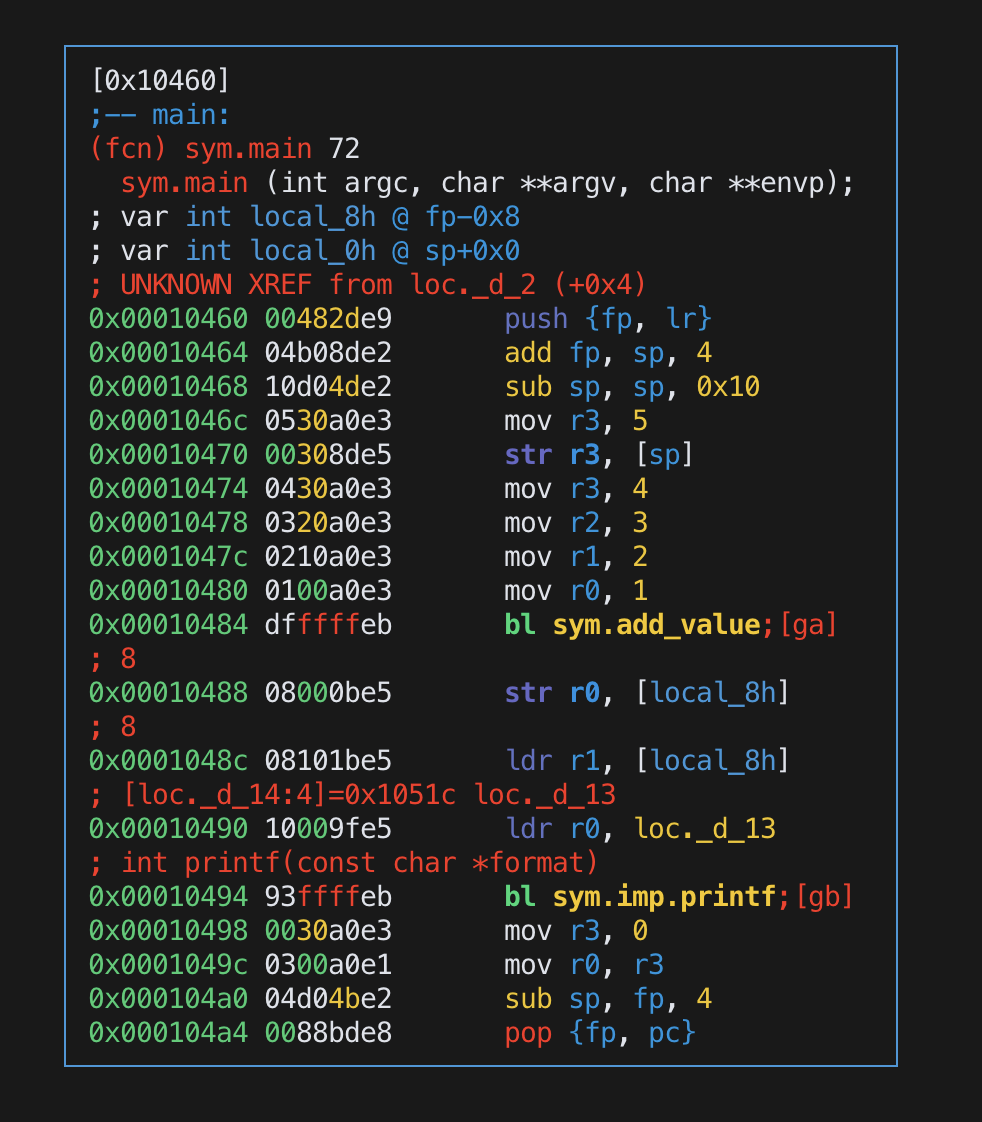 [0x10460]
;-- main:
(fcn) sym.main 72
  sym.main (int argc, char **argv, char **envp);
; var int local_8h @ fp-0x8
; var int local_0h @ sp+0x0
; UNKNOWN XREF from loc._d_2 (+0x4)
0x00010460 00482de9       push {fp, lr}
0x00010464 04b08de2       add fp, sp, 4
0x00010468 10d04de2       sub sp, sp, 0x10
0x0001046c 0530a0e3       mov r3, 5
0x00010470 00308de5       str r3, [sp]
0x00010474 0430a0e3       mov r3, 4
0x00010478 0320a0e3       mov r2, 3
0x0001047c 0210a0e3       mov r1, 2
0x00010480 0100a0e3       mov r0, 1
0x00010484 dfffffeb       bl sym.add_value;[ga]
; 8
0x00010488 08000be5       str r0, [local_8h]
; 8
0x0001048c 08101be5       ldr r1, [local_8h]
; [loc._d_14:4]=0x1051c loc._d_13
0x00010490 10009fe5       ldr r0, loc._d_13
; int printf(const char *format)
0x00010494 93ffffeb       bl sym.imp.printf;[gb]
0x00010498 0030a0e3       mov r3, 0
0x0001049c 0300a0e1       mov r0, r3
0x000104a0 04d04be2       sub sp, fp, 4
0x000104a4 0088bde8       pop {fp, pc}